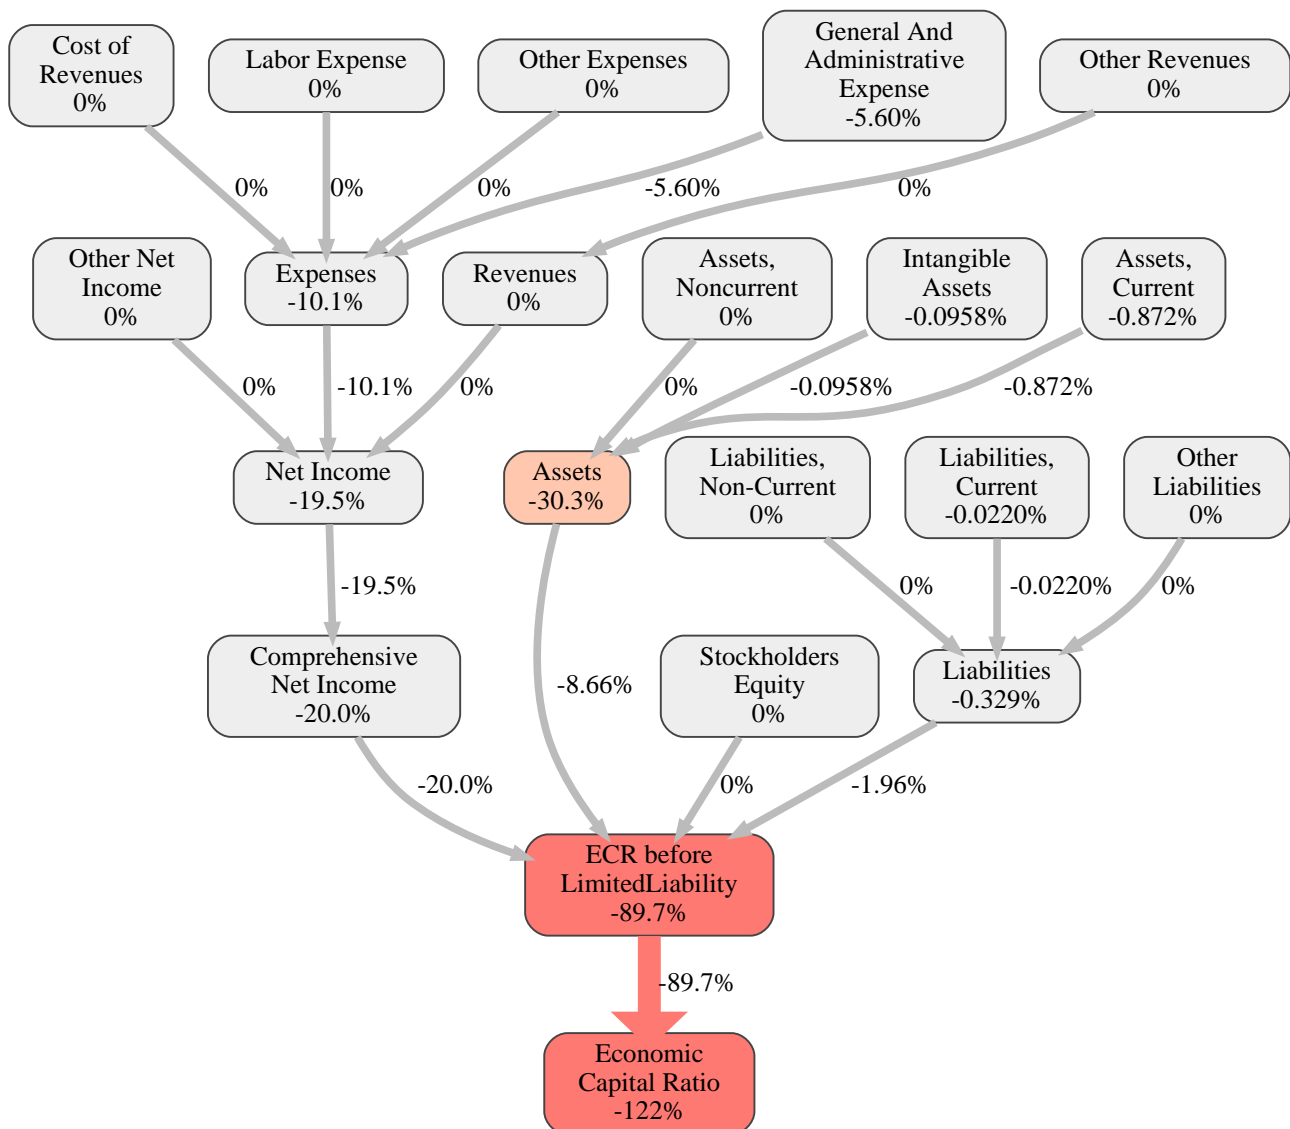 Cost of
Revenues
0%
Labor Expense
0%
Other Expenses
0%
General And
Administrative
Expense
-5.60%
Other Revenues
0%
0%
0%
0%
-5.60%
0%
Other Net
Income
0%
Expenses
-10.1%
Revenues
0%
Assets,
Noncurrent
0%
Intangible
Assets
-0.0958%
Assets,
Current
-0.872%
0%
-10.1%
0%
0%
-0.0958%
-0.872%
Net Income
-19.5%
Assets
-30.3%
Liabilities,
Non-Current
0%
Liabilities,
Current
-0.0220%
Other
Liabilities
0%
-19.5%
0%
-0.0220%
0%
Comprehensive
Net Income
-20.0%
-8.66%
Stockholders
Equity
0%
Liabilities
-0.329%
-20.0%
0%
-1.96%
ECR before
LimitedLiability
-89.7%
-89.7%
Economic
Capital Ratio
-122%